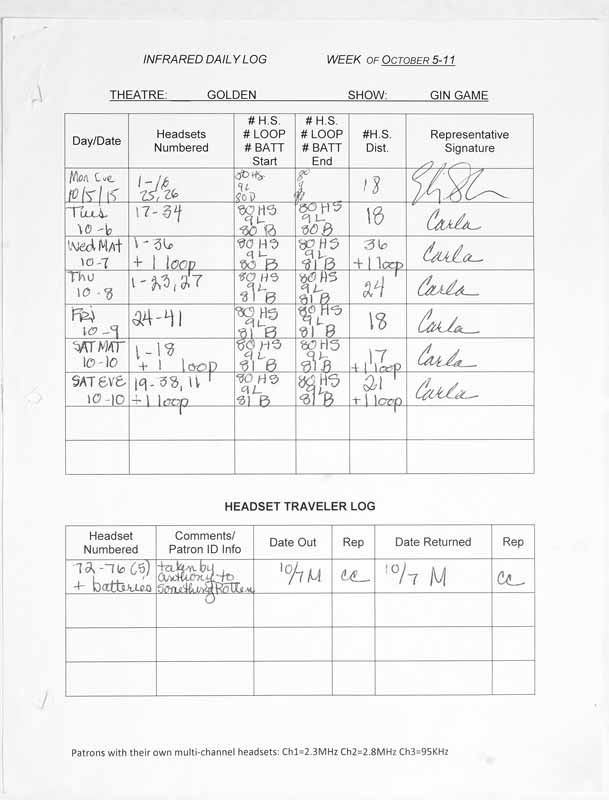 INFRARED DAILY LOG WEEK OF OCTOBER 5-11
THEATRE: GOLDEN SHOW: GIN GAME
Day/Date Headsets Numbered # H.S. # LOOP # BATT Start # H.S. # LOOP # BATT End #H.S. Dist. Representative Signature
Mon Eve 10/5/15 1-16 25, 26 80 HS 9L 80B 80 9 18
Tues 10-6 17-34 80 HS 9L 80 B 80 HS 9L 80 B 18 Carla
Wed MAT 10-7 1-36 +1 loop 80 HS 9L 80 B 80 HS 9L 81 B 36 +1 loop Carla
Thu 10-8 1-23, 27 80 HS 9L 81 B 80 HS 9L 81 B 24 Carla
Fri 10-9 24-41 80 HS 9L 81 B 80 HS 9L 81 B 18 Carla
SAT MAT 10-10 1-18 +1 loop 80 HS 9L 81 B 80 HS 9L 81 B 17 +1 loop Carla
SAT EVE 10-10 19-38, 11 +1 loop 80 HS 9L 81 B 80 HS 9L 81 B 21 +1 loop Carla
HEADSET TRAVELER LOG
Headset Numbered Comments/ Patron ID Info Date Out Rep Date Returned Rep
72-76 (5) + batteries taken by anthony to something Rotten 10/7 M cc 10/7 M cc
Patrons with their own multi-channel headsets: Ch1=2.3MHz Ch2=2.8MHz Ch3=95KHz